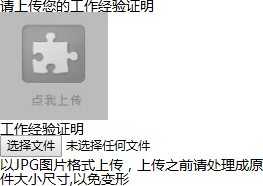 请上传您的工作经验证明
点我上传
工作经验证明
选择文件 未选择任何文件
以JPG图片格式上传，上传之前请处理成原
件大小尺寸,以免变形